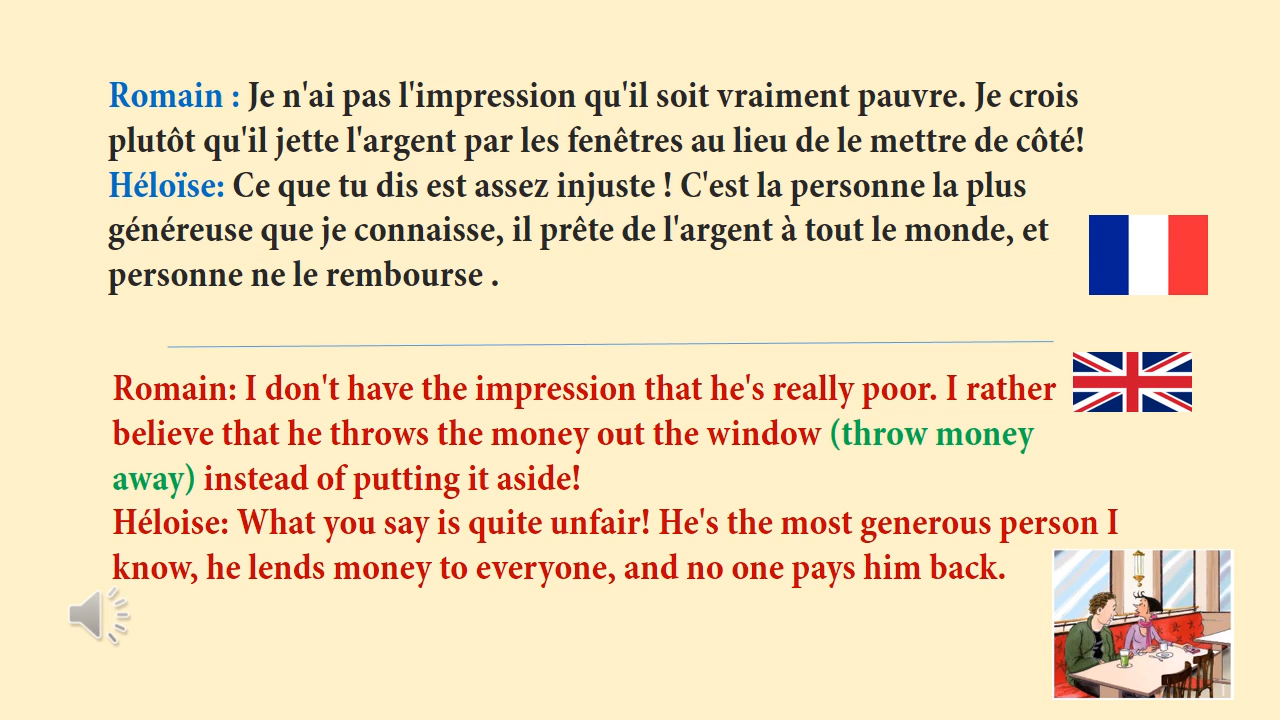 Romain : Je n'ai pas l'impression qu'il soit vraiment pauvre. Je crois
plutôt qu'il jette l'argent par les fenêtres au lieu de le mettre de côté!
Héloïse: Ce que tu dis est assez injuste ! C'est la personne la plus
généreuse que je connaisse, il prête de l'argent à tout le monde, et
personne ne le rembourse .
Romain: I don't have the impression that he's really poor. I rather
believe that he throws the money out the window (throw money
away) instead of putting it aside!
Héloise: What you say is quite unfair! He's the most generous person I
know, he lends money to everyone, and no one pays him back.